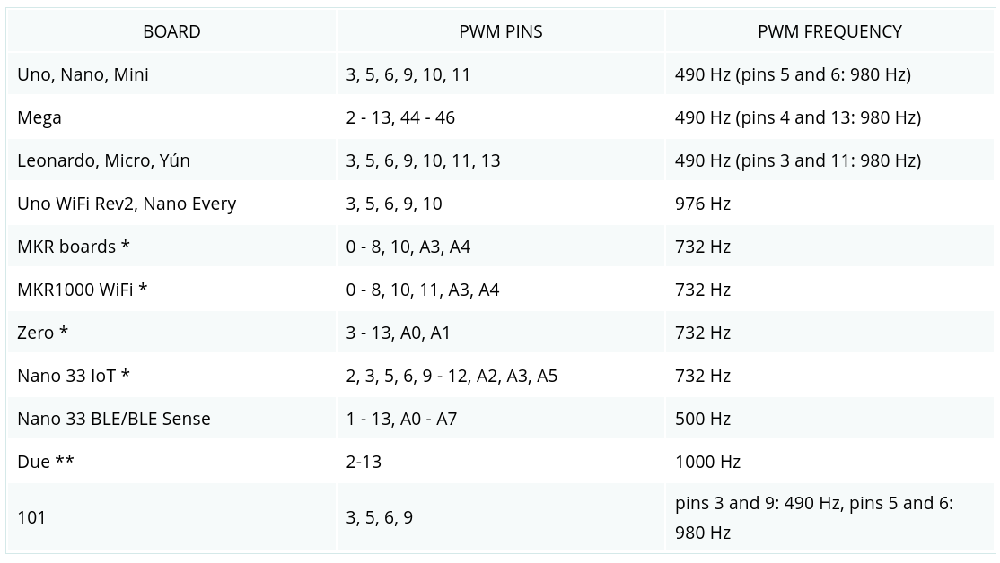 BOARD PWM PINS PWM FREQUENCY
Uno, Nano, Mini 3, 5, 6, 9, 10, 11 490 Hz (pins 5 and 6: 980 Hz)
Mega 2 - 13, 44 - 46 490 Hz (pins 4 and 13: 980 Hz)
Leonardo, Micro, Yún 3, 5, 6, 9, 10, 11, 13 490 Hz (pins 3 and 11: 980 Hz)
Uno WiFi Rev2, Nano Every 3, 5, 6, 9, 10 976 Hz
MKR boards * 0 - 8, 10, A3, A4 732 Hz
MKR1000 WiFi * 0 - 8, 10, 11, A3, A4 732 Hz
Zero * 3 - 13, A0, A1 732 Hz
Nano 33 IoT * 2, 3, 5, 6, 9 - 12, A2, A3, A5 732 Hz
Nano 33 BLE/BLE Sense 1 - 13, A0 - A7 500 Hz
Due ** 2-13 1000 Hz
101 3, 5, 6, 9 pins 3 and 9: 490 Hz, pins 5 and 6:
980 Hz